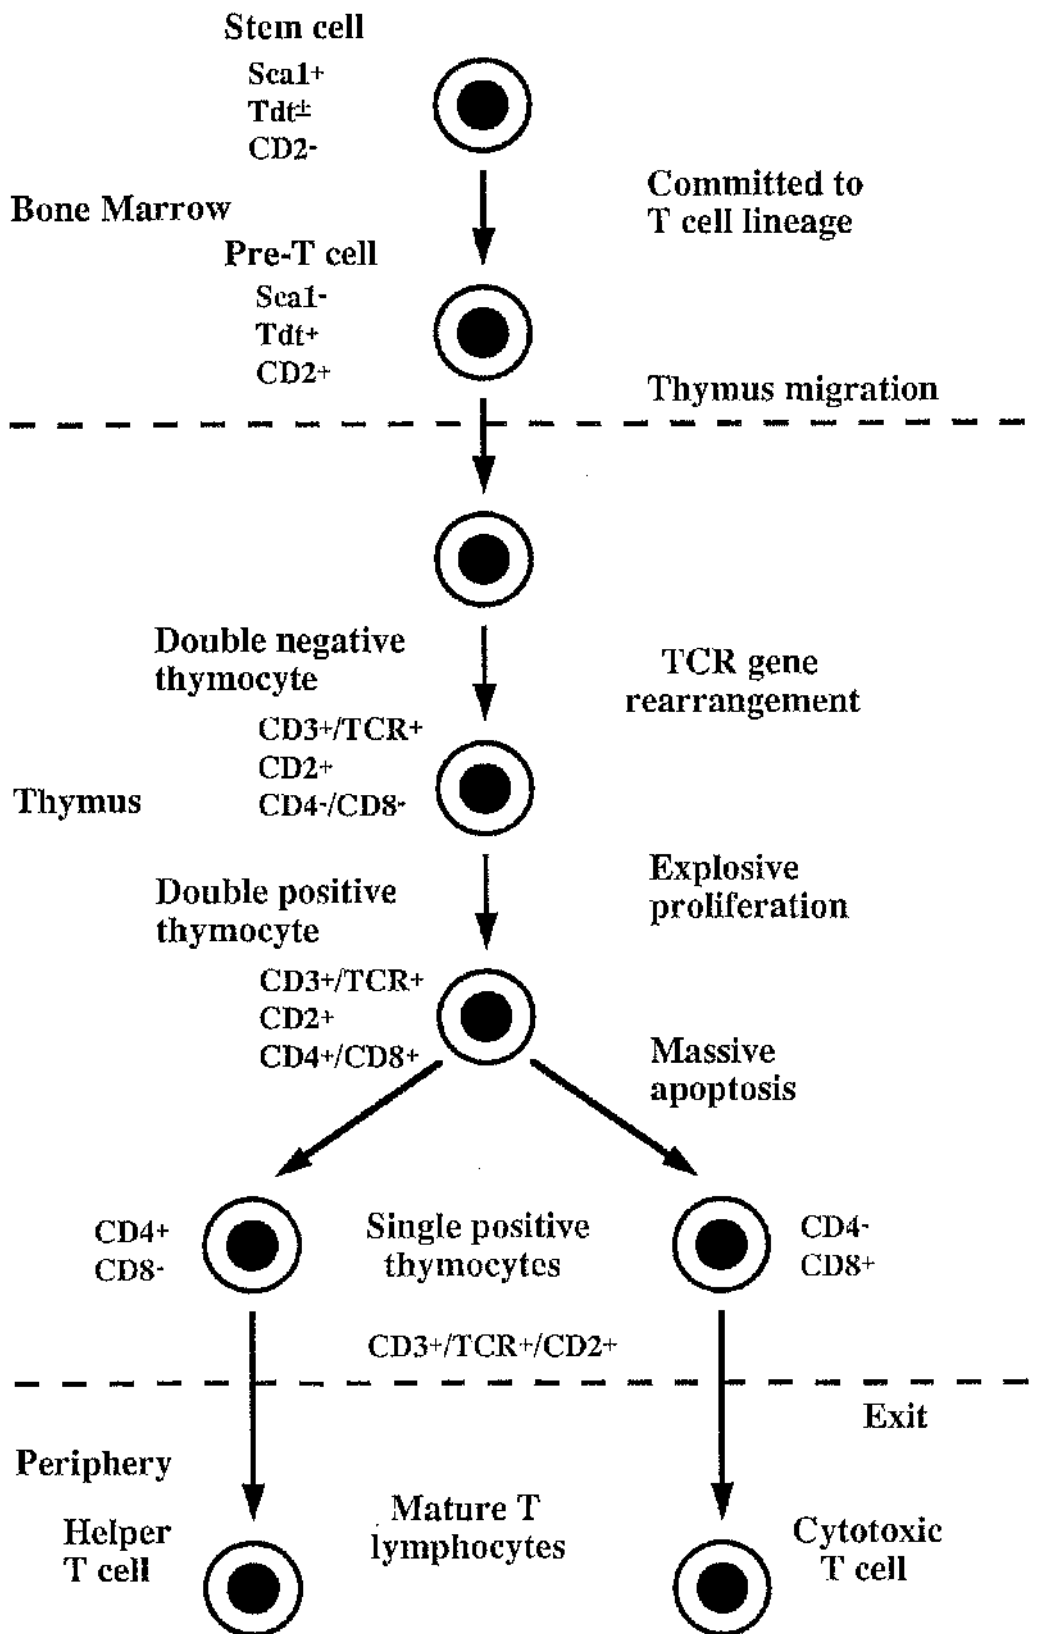 Stem cell
Sca1+
Tdt±
CD2-
Bone Marrow
Committed to
T cell lineage
Pre-T cell
Sca1-
Tdt+
CD2+
Thymus migration
Double negative
thymocyte
TCR gene
rearrangement
CD3+/TCR+
CD2+
CD4-/CD8-
Thymus
Explosive
proliferation
Double positive
thymocyte
CD3+/TCR+
CD2+
CD4+/CD8+
Massive
apoptosis
CD4+
CD8-
Single positive
thymocytes
CD4-
CD8+
CD3+/TCR+/CD2+
Exit
Periphery
Helper
T cell
Mature T
lymphocytes
Cytotoxic
T cell